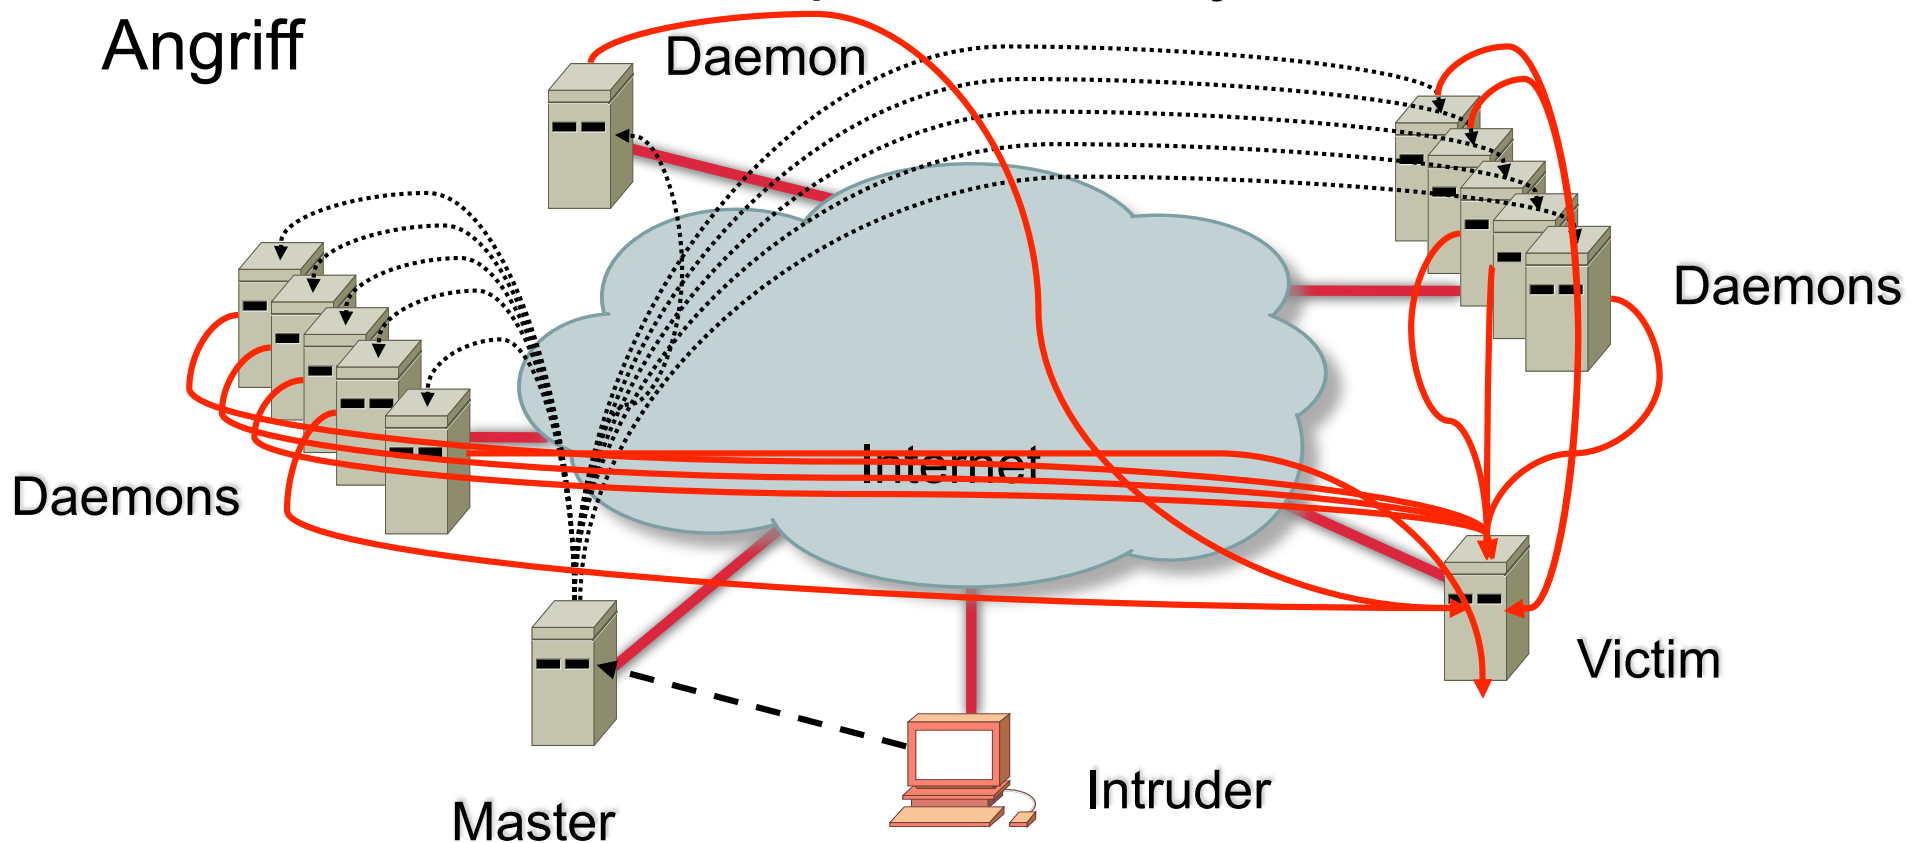 Angriff
Daemon
Daemons
Internet
Daemons
Victim
Intruder
Master